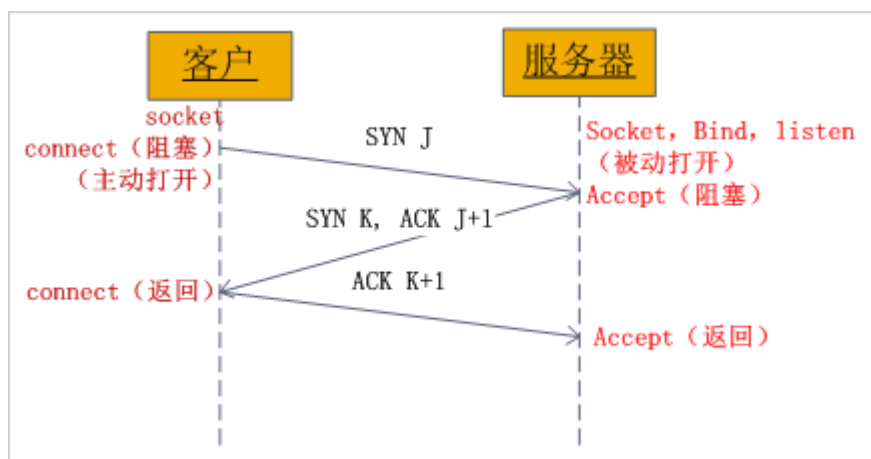 客户
服务器
socket
connect（阻塞）
（主动打开）
SYN J
Socket, Bind, listen
（被动打开）
Accept（阻塞）
SYN K, ACK J+1
connect（返回）
ACK K+1
Accept（返回）